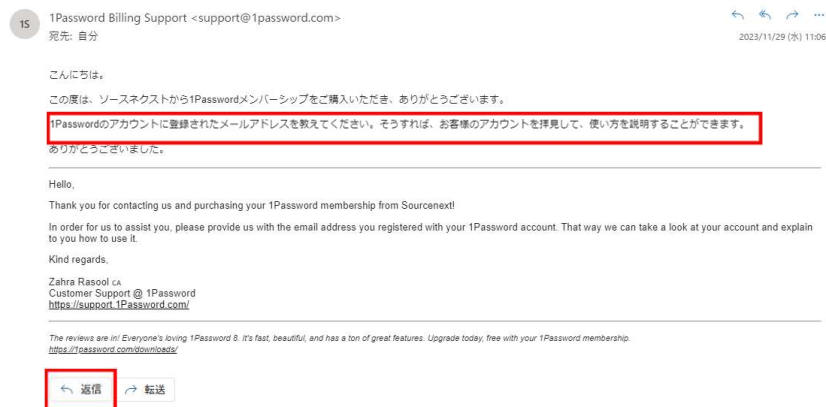 1S
1Password Billing Support <support@1password.com>
宛先: 自分
2023/11/29 (水) 11:06
こんにちは。
この度は、ソースネクストから1Passwordメンバーシップをご購入いただき、ありがとうございます。
1Passwordのアカウントに登録されたメールアドレスを教えてください。そうすれば、お客様のアカウントを拝見して、使い方を説明することができます。
ありがとうございました。
Hello,
Thank you for contacting us and purchasing your 1Password membership from Sourcenext!
In order for us to assist you, please provide us with the email address you registered with your 1Password account. That way we can take a look at your account and explain
to you how to use it.
Kind regards,
Zahra Rasool CA
Customer Support @ 1Password
https://support.1Password.com/
The reviews are in! Everyone's loving 1Password 8. It's fast, beautiful, and has a ton of great features. Upgrade today, free with your 1Password membership.
https://1password.com/downloads/
返信 転送